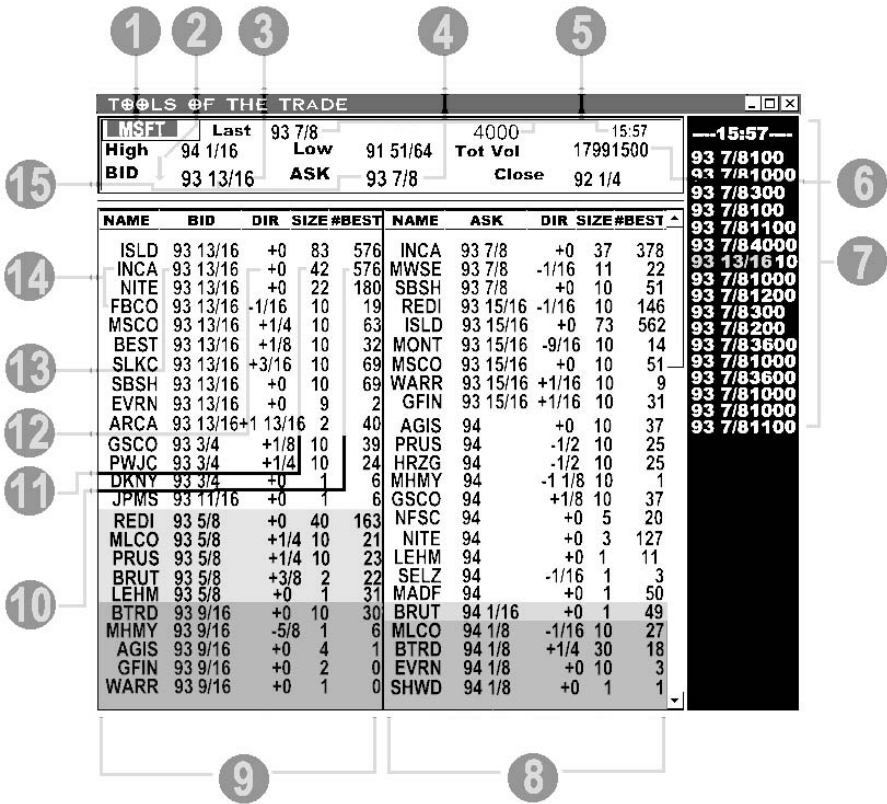 1 2 3 4 5
TOOLS OF THE TRADE
MSFT Last 93 7/8 4000 15:57
High 94 1/16 Low 91 51/64 Tot Vol 17991500
BID 93 13/16 ASK 93 7/8 Close 92 1/4
15
6
NAME BID DIR SIZE #BEST NAME ASK DIR SIZE #BEST
ISLD 93 13/16 +0 83 576 INCA 93 7/8 +0 37 378
INCA 93 13/16 +0 42 576 MWSE 93 7/8 -1/16 11 22
NITE 93 13/16 +0 22 180 SBSH 93 7/8 +0 10 51
FBCO 93 13/16 -1/16 10 19 REDI 93 15/16 -1/16 10 146
MSCO 93 13/16 +1/4 10 63 ISLD 93 15/16 +0 73 562
BEST 93 13/16 +1/8 10 32 MONT 93 15/16 -9/16 10 14
SLKC 93 13/16 +3/16 10 69 MSCO 93 15/16 +0 10 51
SBSH 93 13/16 +0 10 69 WARR 93 15/16 +1/16 10 9
EVRN 93 13/16 +0 9 2 GFIN 93 15/16 +1/16 10 31
ARCA 93 13/16 +1 13/16 2 40 AGIS 94 +0 10 37
GSCO 93 3/4 +1/8 10 39 PRUS 94 -1/2 10 25
PWJC 93 3/4 +1/4 10 24 HRZG 94 -1/2 10 25
DKNY 93 3/4 +0 1 6 MHMY 94 -1 1/8 10 1
JPMS 93 11/16 +0 1 6 GSCO 94 +1/8 10 37
REDI 93 5/8 +0 40 163 NFSC 94 +0 5 20
MLCO 93 5/8 +1/4 10 21 NITE 94 +0 3 127
PRUS 93 5/8 +1/4 10 23 LEHM 94 +0 1 11
BRUT 93 5/8 +3/8 2 22 SELZ 94 -1/16 1 3
LEHM 93 5/8 +0 1 31 MADF 94 +0 1 50
BTRD 93 9/16 +0 10 30 BRUT 94 1/16 +0 1 49
MHMY 93 9/16 -5/8 1 6 MLCO 94 1/8 -1/16 10 27
AGIS 93 9/16 +0 4 1 BTRD 94 1/8 +1/4 30 18
GFIN 93 9/16 +0 2 0 EVRN 94 1/8 +0 10 3
WARR 93 9/16 +0 1 0 SHWD 94 1/8 +0 1 1
14
13
12
11
10
----15:57----
93 7/8100
93 7/81000
93 7/8300
93 7/8100
93 7/81100
93 7/84000
93 13/1610
93 7/81000
93 7/81200
93 7/8300
93 7/8200
93 7/83600
93 7/81000
93 7/83600
93 7/81000
93 7/81000
93 7/81100
7
9 8